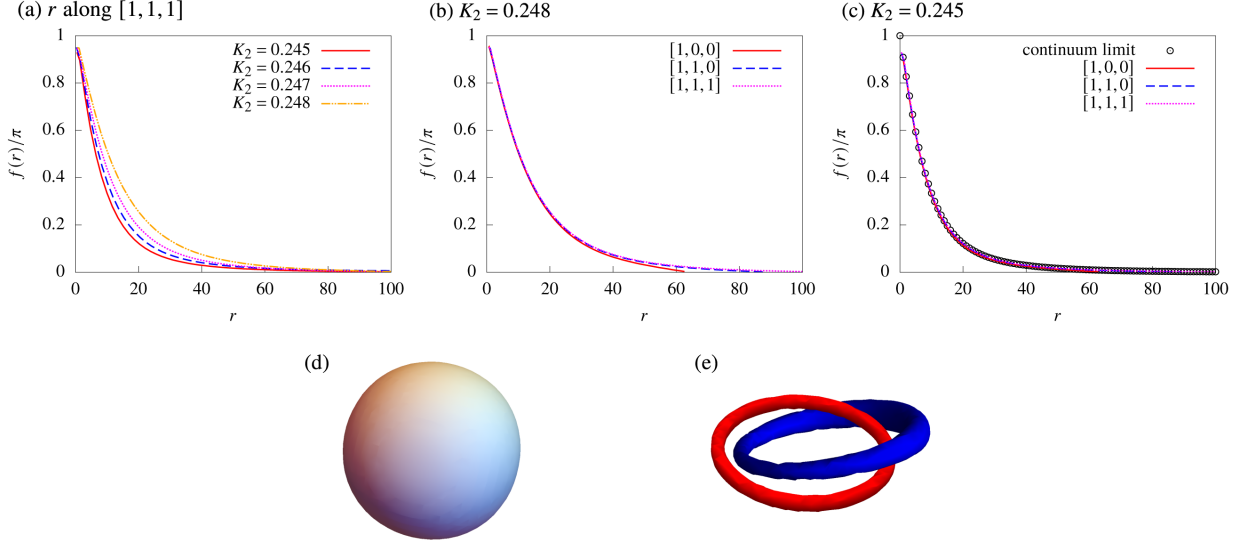 (a) r along [1, 1, 1]
f(r)/π
1
0.8
0.6
0.4
0.2
0
0 20 40 60 80 100
r
K₂ = 0.245
K₂ = 0.246
K₂ = 0.247
K₂ = 0.248
(b) K₂ = 0.248
f(r)/π
1
0.8
0.6
0.4
0.2
0
0 20 40 60 80 100
r
[1, 0, 0]
[1, 1, 0]
[1, 1, 1]
(c) K₂ = 0.245
f(r)/π
1
0.8
0.6
0.4
0.2
0
0 20 40 60 80 100
r
continuum limit
[1, 0, 0]
[1, 1, 0]
[1, 1, 1]
(d)
(e)